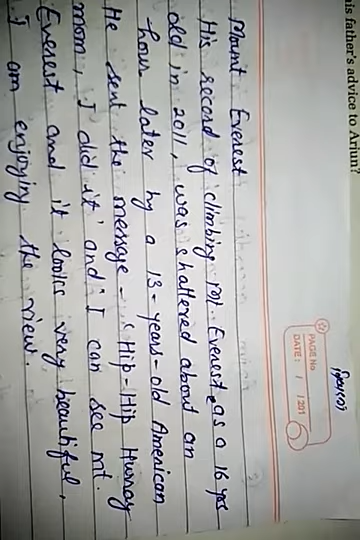 is father's advice to Arjun?
PAGE No
DATE: / / 201
Mount Everest
His record of climbing mt. Everest as a 16 yrs
old in 2011, was shattered about an
hour later by a 13-years-old American
He sent the message - "Hip-Hip Hurray
mom, I did it" and "I can see mt.
Everest and it looks very beautiful,
I am enjoying the view.